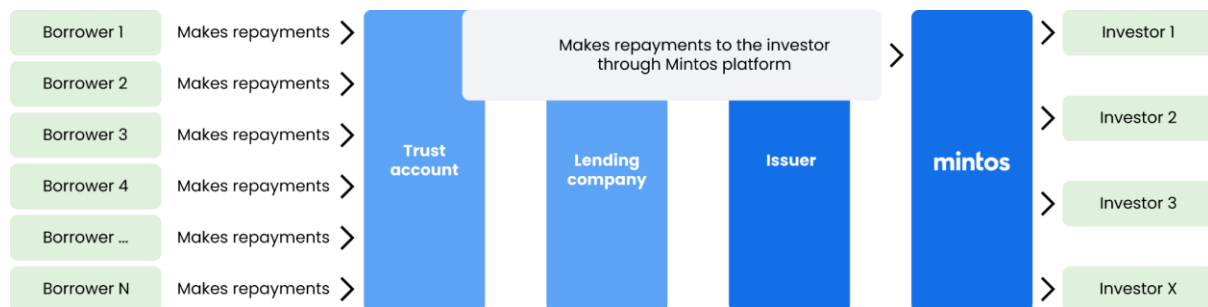 Borrower 1 Makes repayments
Borrower 2 Makes repayments
Borrower 3 Makes repayments
Borrower 4 Makes repayments
Borrower ... Makes repayments
Borrower N Makes repayments
Trust
account
Makes repayments to the investor
through Mintos platform
Lending
company
Issuer
mintos
Investor 1
Investor 2
Investor 3
Investor X